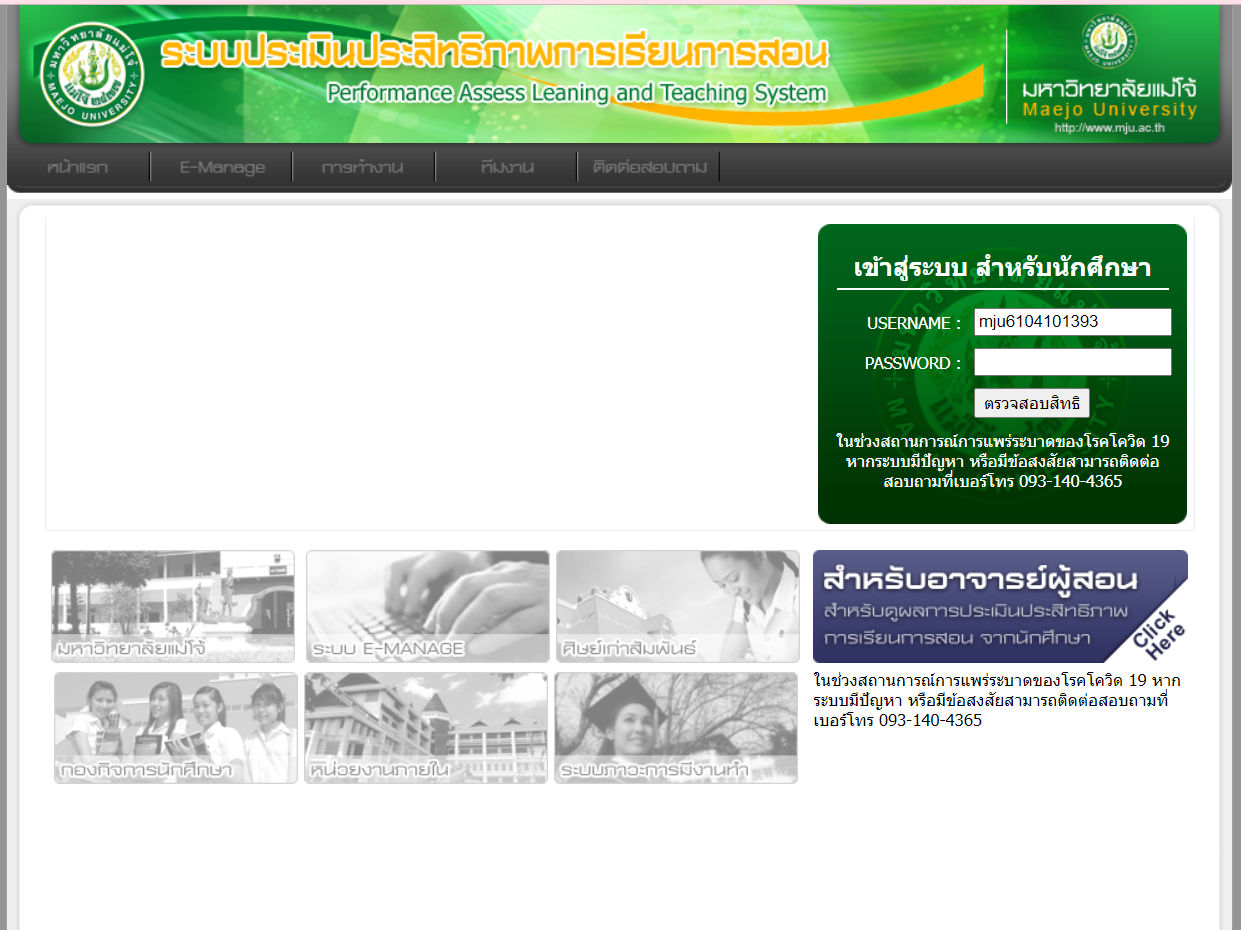 มหาวิทยาลัยแม่โจ้
แม่โจ้ ๒๔๗๗
MAEJO UNIVERSITY
ระบบประเมินประสิทธิภาพการเรียนการสอน
Performance Assess Leaning and Teaching System
มหาวิทยาลัยแม่โจ้
Maejo University
http://www.mju.ac.th
หน้าแรก
E-Manage
การทำงาน
ทีมงาน
ติดต่อสอบถาม
เข้าสู่ระบบ สำหรับนักศึกษา
USERNAME : mju6104101393
PASSWORD :
ตรวจสอบสิทธิ
ในช่วงสถานการณ์การแพร่ระบาดของโรคโควิด 19
หากระบบมีปัญหา หรือมีข้อสงสัยสามารถติดต่อ
สอบถามที่เบอร์โทร 093-140-4365
มหาวิทยาลัยแม่โจ้
ระบบ E-MANAGE
ศิษย์เก่าสัมพันธ์
สำหรับอาจารย์ผู้สอน
สำหรับดูผลการประเมินประสิทธิภาพ
การเรียนการสอน จากนักศึกษา
Click
Here
กองกิจการนักศึกษา
หน่วยงานภายใน
ระบบภาวะการมีงานทำ
ในช่วงสถานการณ์การแพร่ระบาดของโรคโควิด 19 หาก
ระบบมีปัญหา หรือมีข้อสงสัยสามารถติดต่อสอบถามที่
เบอร์โทร 093-140-4365